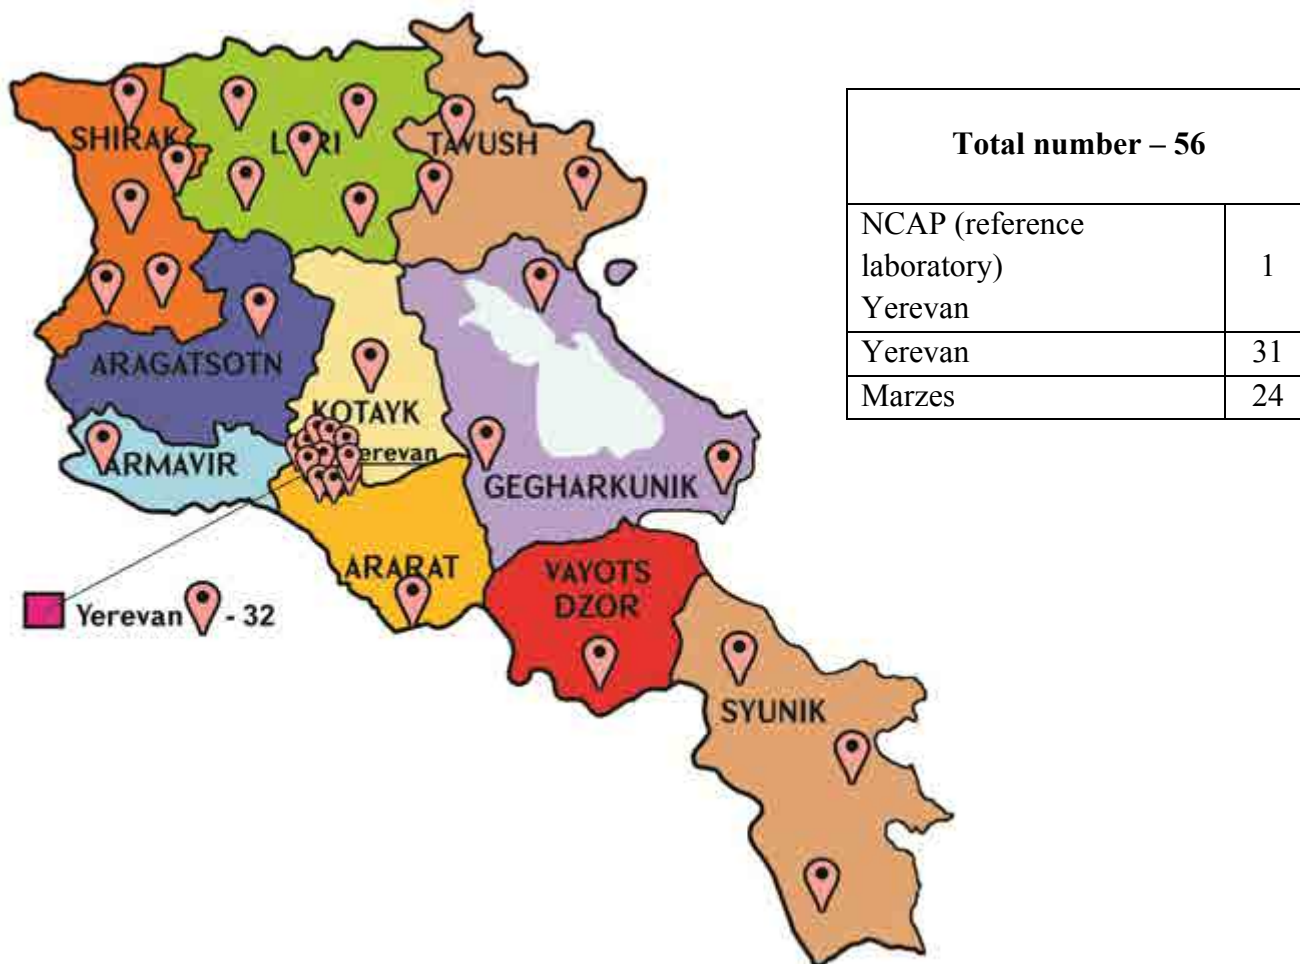 SHIRAK
LORI
TAVUSH
ARAGATSOTN
KOTAYK
Yerevan
ARMAVIR
GEGHARKUNIK
ARARAT
VAYOTS
DZOR
SYUNIK
Yerevan - 32
Total number – 56
NCAP (reference
laboratory) 1
Yerevan
Yerevan 31
Marzes 24